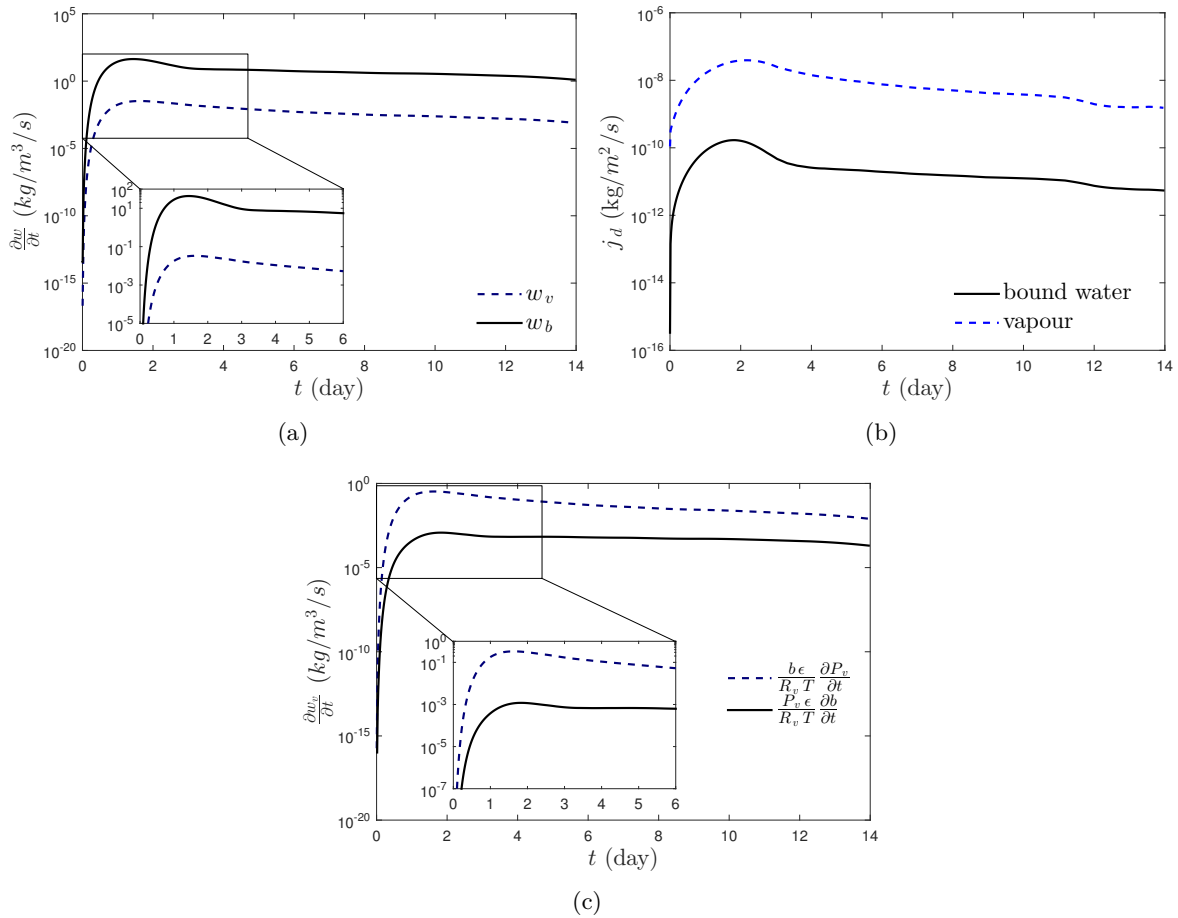 10^5
10^0
10^-5
10^-10
10^-15
10^-20
∂w/∂t (kg/m^3/s)
10^2
10^1
10^-1
10^-3
10^-5
0 1 2 3 4 5 6
w_v
w_b
0 2 4 6 8 10 12 14
t (day)
(a)
10^-6
10^-8
10^-10
10^-12
10^-14
10^-16
j_d (kg/m^2/s)
bound water
vapour
0 2 4 6 8 10 12 14
t (day)
(b)
10^0
10^-5
10^-10
10^-15
10^-20
∂w_v/∂t (kg/m^3/s)
10^0
10^-1
10^-3
10^-5
10^-7
0 1 2 3 4 5 6
b ϵ/R_v T ∂P_v/∂t
P_v ϵ/R_v T ∂b/∂t
0 2 4 6 8 10 12 14
t (day)
(c)